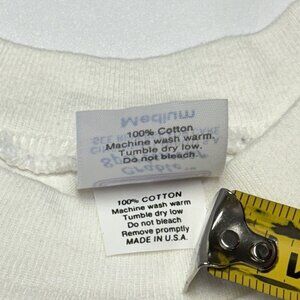 Medium
100% Cotton
Machine wash warm.
Tumble dry low.
Do not bleach.
100% COTTON
Machine wash warm
Tumble dry low
Do not bleach
Remove promptly
MADE IN U.S.A.